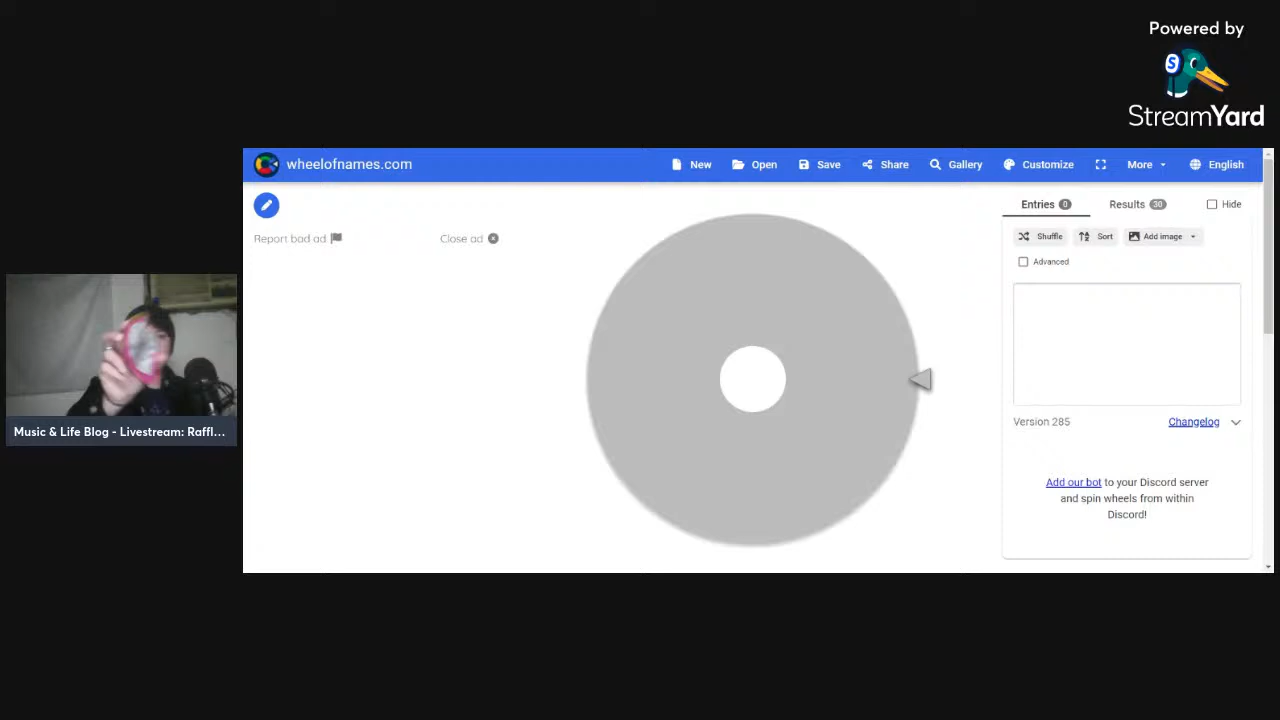 Powered by
StreamYard
wheelofnames.com
New
Open
Save
Share
Gallery
Customize
More
English
Entries 0
Results 30
Hide
Report bad ad
Close ad
Shuffle
Sort
Add image
Advanced
Version 285
Changelog
Add our bot to your Discord server
and spin wheels from within
Discord!
Music & Life Blog - Livestream: Raffl...